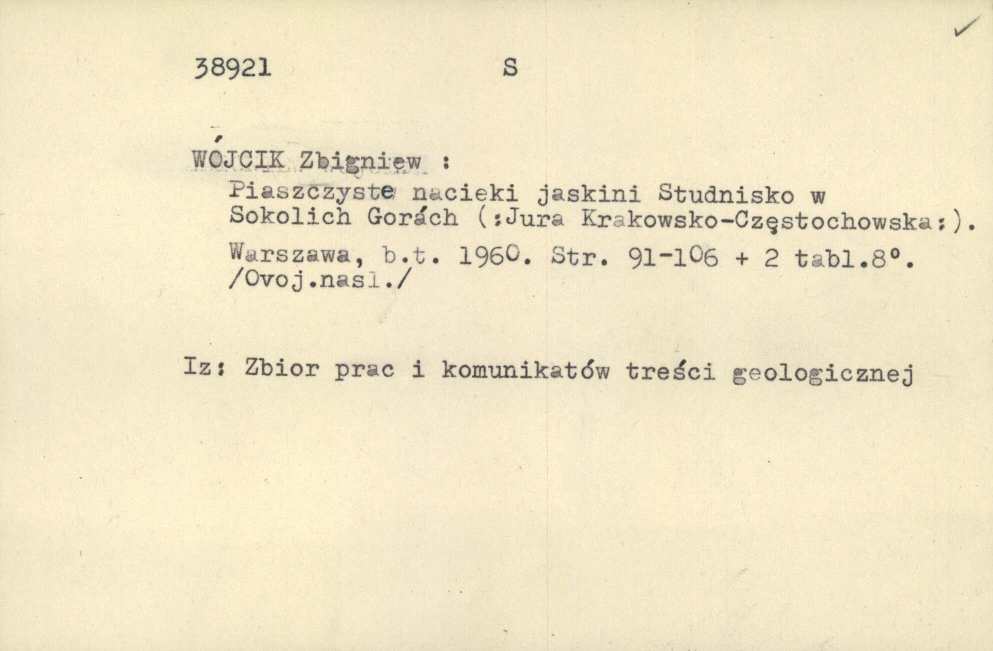 38921 S
WÓJCIK Zbigniew :
Piaszczyste nacieki jaskini Studnisko w
Sokolich Gorách (:Jura Krakowsko-Częstochowska:).
Warszawa, b.t. 1960. Str. 91-106 + 2 tabl.8°.
/Ovoj.nasl./
Iz: Zbior prac i komunikatów treści geologicznej